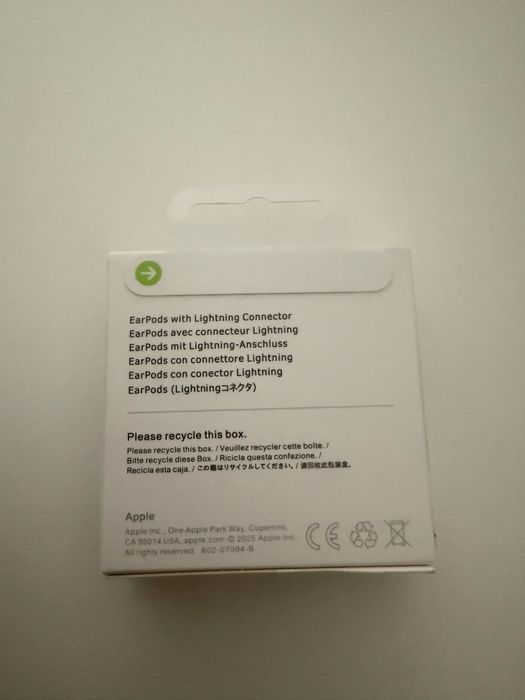 EarPods with Lightning Connector
EarPods avec connecteur Lightning
EarPods mit Lightning-Anschluss
EarPods con connettore Lightning
EarPods con conector Lightning
EarPods (Lightningコネクタ)
Please recycle this box.
Please recycle this box. / Veuillez recycler cette boîte. /
Bitte recycle diese Box. / Ricicla questa confezione. /
Recicla esta caja. / この箱はリサイクルしてください。 / 请回收此包装盒。
Apple
Apple Inc., One Apple Park Way, Cupertino,
CA 95014 USA, apple.com © 2025 Apple Inc.
All rights reserved. 602-07094-B
CE